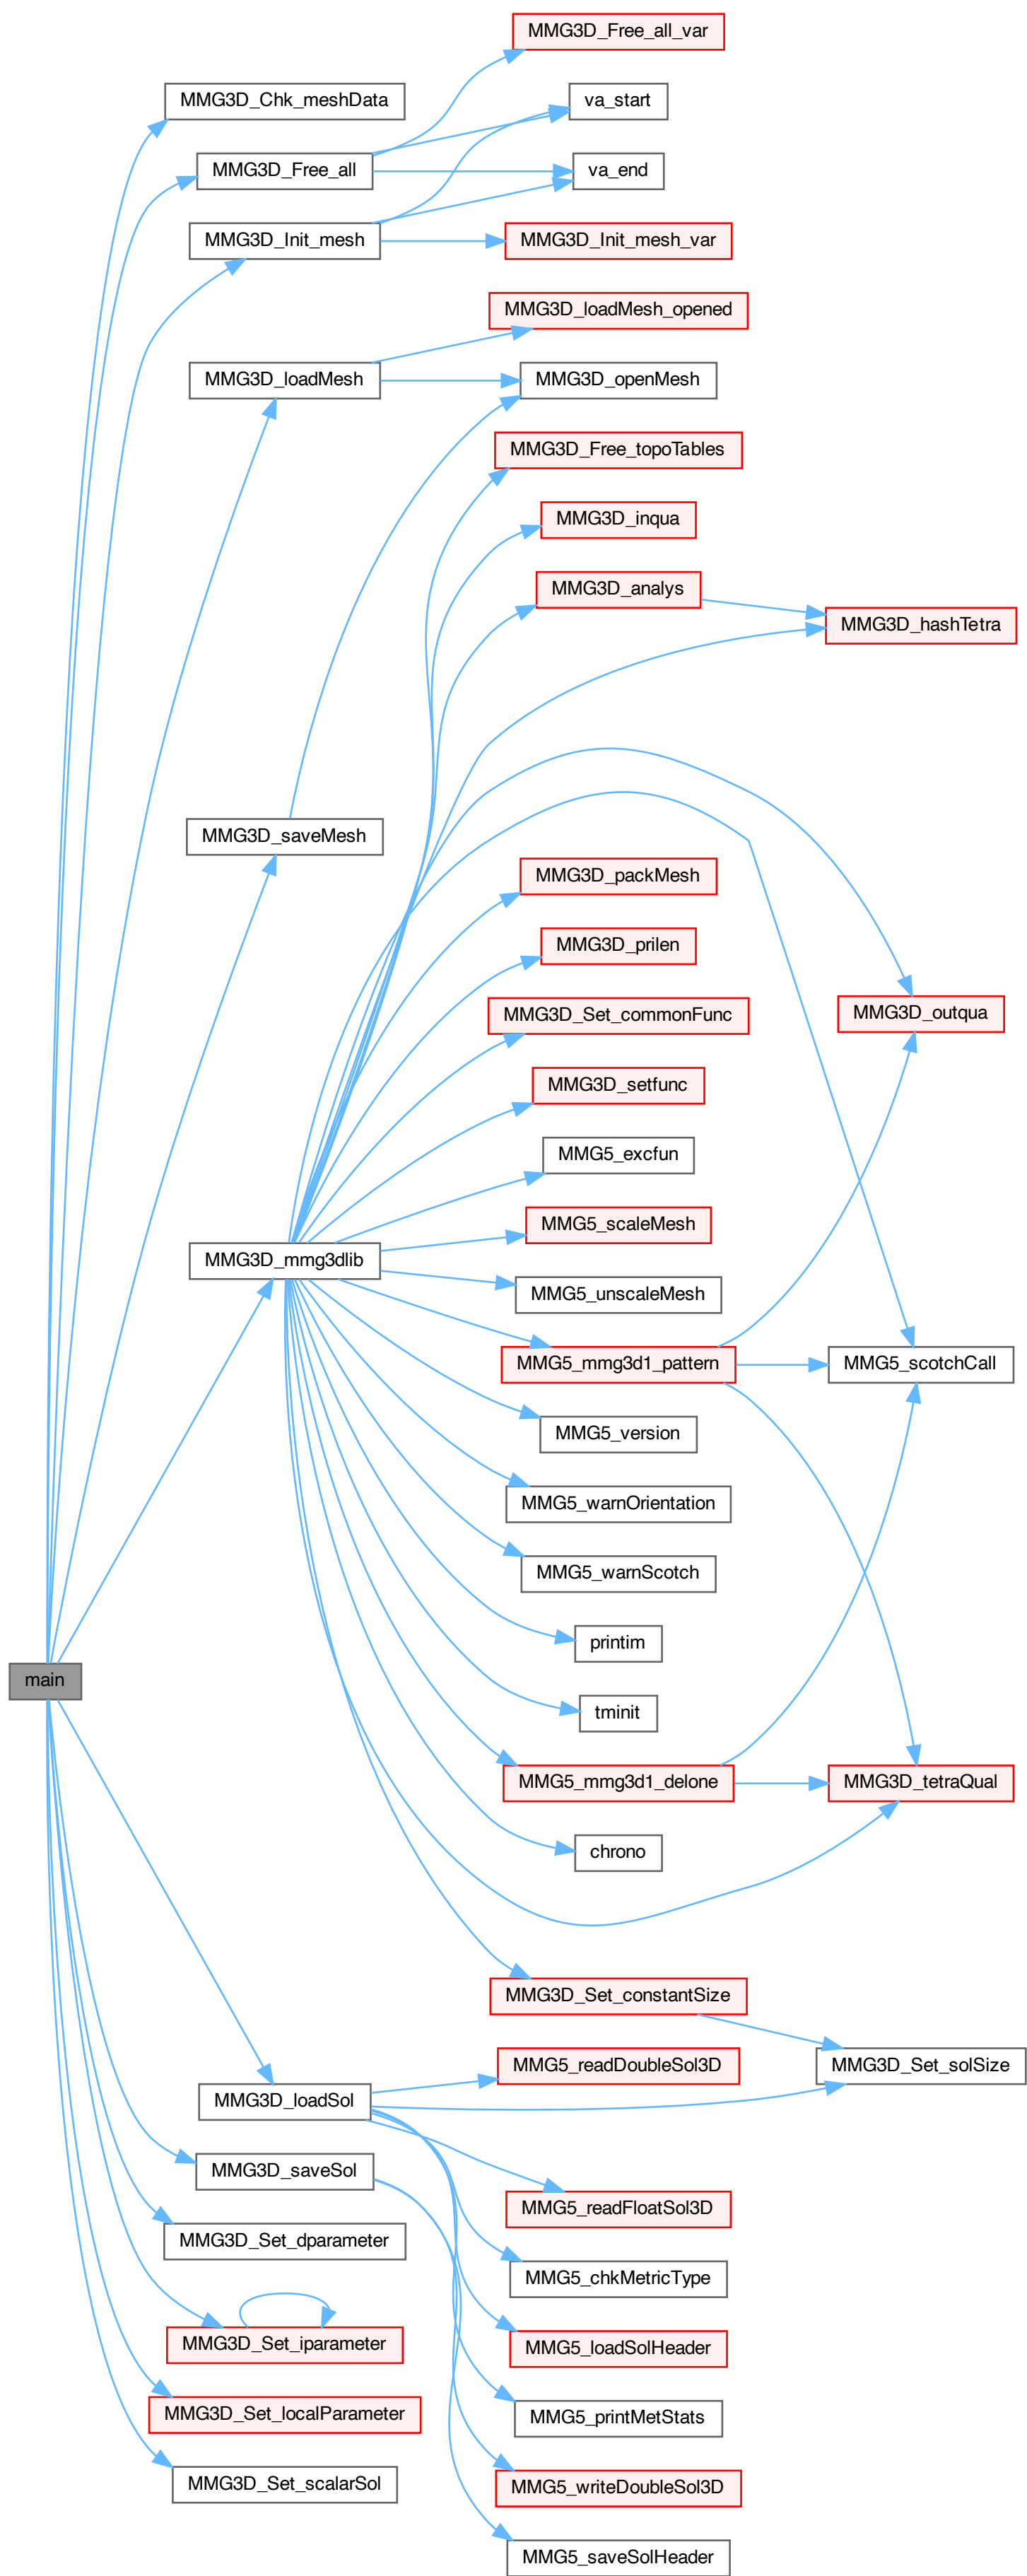 MMG3D_Free_all_var
MMG3D_Chk_meshData
va_start
MMG3D_Free_all
va_end
MMG3D_Init_mesh
MMG3D_Init_mesh_var
MMG3D_loadMesh_opened
MMG3D_loadMesh
MMG3D_openMesh
MMG3D_Free_topoTables
MMG3D_inqua
MMG3D_analys
MMG3D_hashTetra
MMG3D_saveMesh
MMG3D_packMesh
MMG3D_prilen
MMG3D_Set_commonFunc
MMG3D_outqua
MMG3D_setfunc
MMG5_excfun
MMG5_scaleMesh
MMG3D_mmg3dlib
MMG5_unscaleMesh
MMG5_mmg3d1_pattern
MMG5_scotchCall
MMG5_version
MMG5_warnOrientation
MMG5_warnScotch
printim
main
tminit
MMG5_mmg3d1_delone
MMG3D_tetraQual
chrono
MMG3D_Set_constantSize
MMG5_readDoubleSol3D
MMG3D_Set_solSize
MMG3D_loadSol
MMG3D_saveSol
MMG5_readFloatSol3D
MMG3D_Set_dparameter
MMG5_chkMetricType
MMG3D_Set_iparameter
MMG5_loadSolHeader
MMG3D_Set_localParameter
MMG5_printMetStats
MMG3D_Set_scalarSol
MMG5_writeDoubleSol3D
MMG5_saveSolHeader